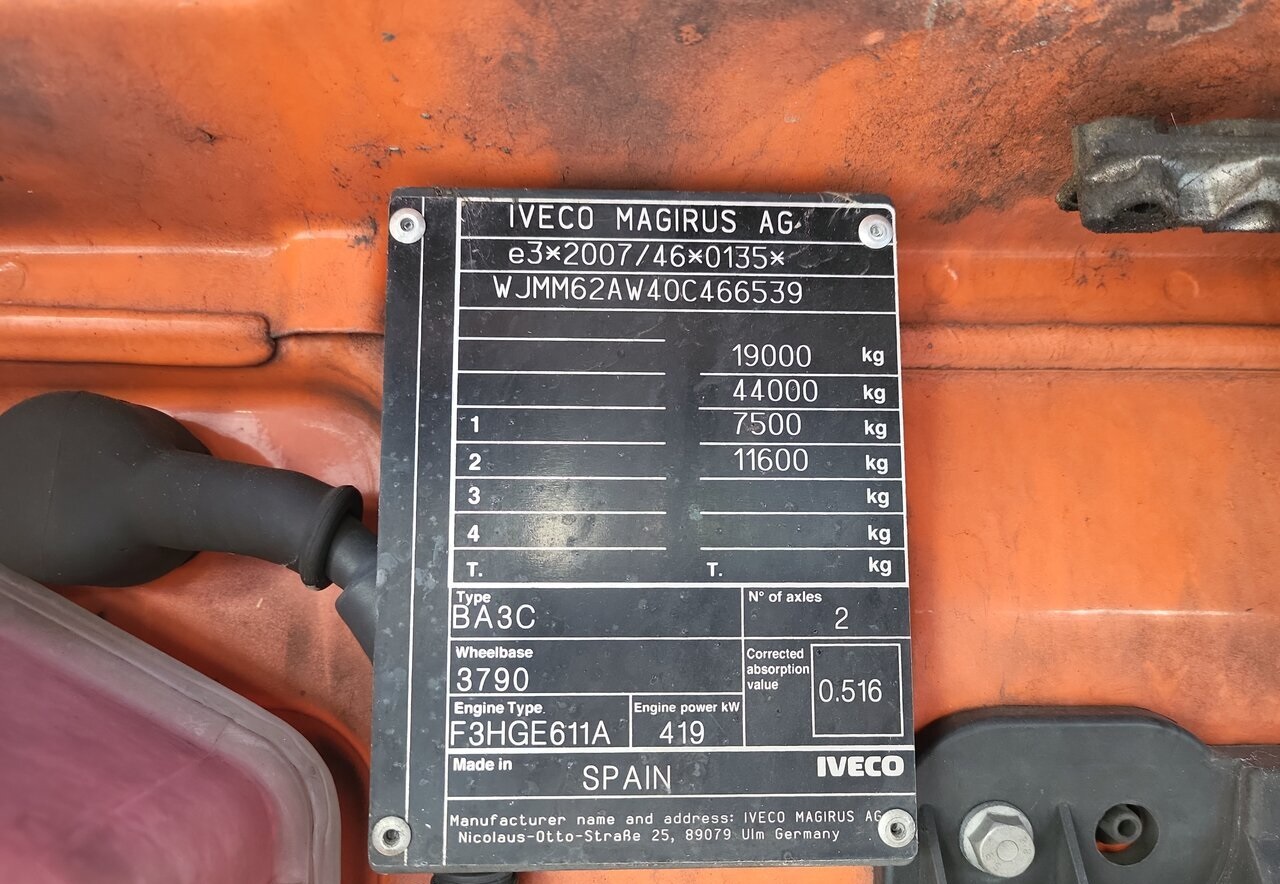 IVECO MAGIRUS AG
e3*2007/46*0135*
WJMM62AW40C466539
19000 kg
44000 kg
1 7500 kg
2 11600 kg
3 kg
4 kg
T. T. kg
Type N° of axles
BA3C 2
Wheelbase Corrected
absorption
value
3790 0.516
Engine Type. Engine power kW
F3HGE611A 419
Made in SPAIN IVECO
Manufacturer name and address: IVECO MAGIRUS AG
Nicolaus-Otto-Straße 25, 89079 Ulm Germany